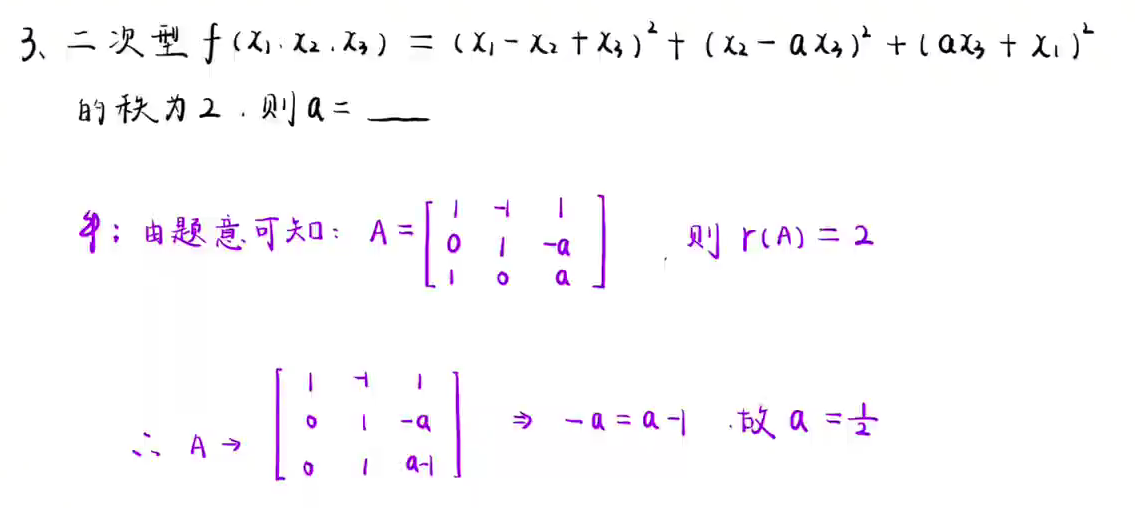 3、二次型 f(x₁.x₂.x₃) = (x₁-x₂+x₃)²+(x₂-ax₃)²+(ax₃+x₁)²
的秩为2.则a=___
由题意可知: A=[1 -1 1; 0 1 -a; 1 0 a] 则 r(A)=2
∴ A→[1 -1 1; 0 1 -a; 0 1 a-1] ⇒ -a=a-1 .故 a=1/2